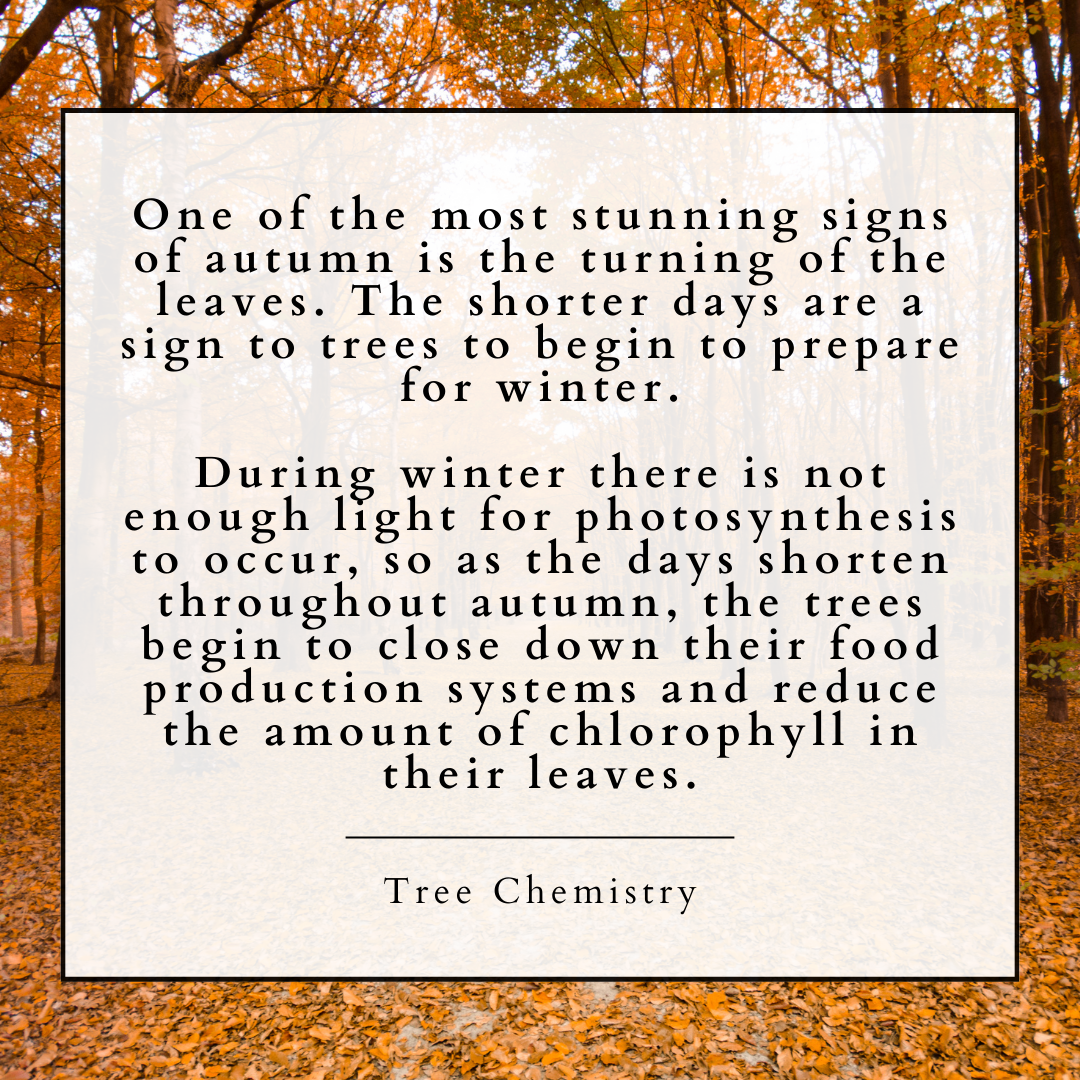 One of the most stunning signs
of autumn is the turning of the
leaves. The shorter days are a
sign to trees to begin to prepare
for winter.
During winter there is not
enough light for photosynthesis
to occur, so as the days shorten
throughout autumn, the trees
begin to close down their food
production systems and reduce
the amount of chlorophyll in
their leaves.
Tree Chemistry